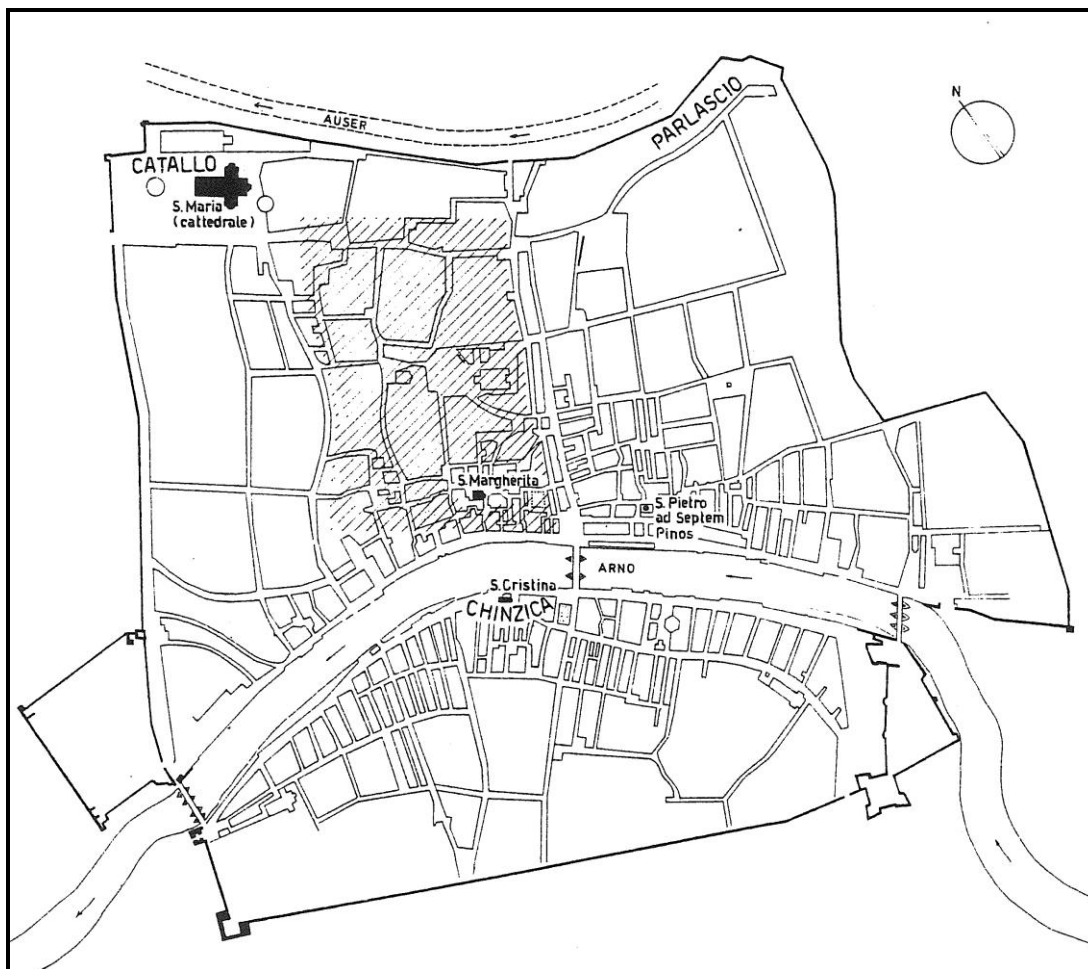 N
AUSER
PARLASCIO
CATALLO
S. Maria
(cattedrale)
S. Margherita
S. Pietro
ad Septem
Pinos
ARNO
S. Cristina
CHINZICA